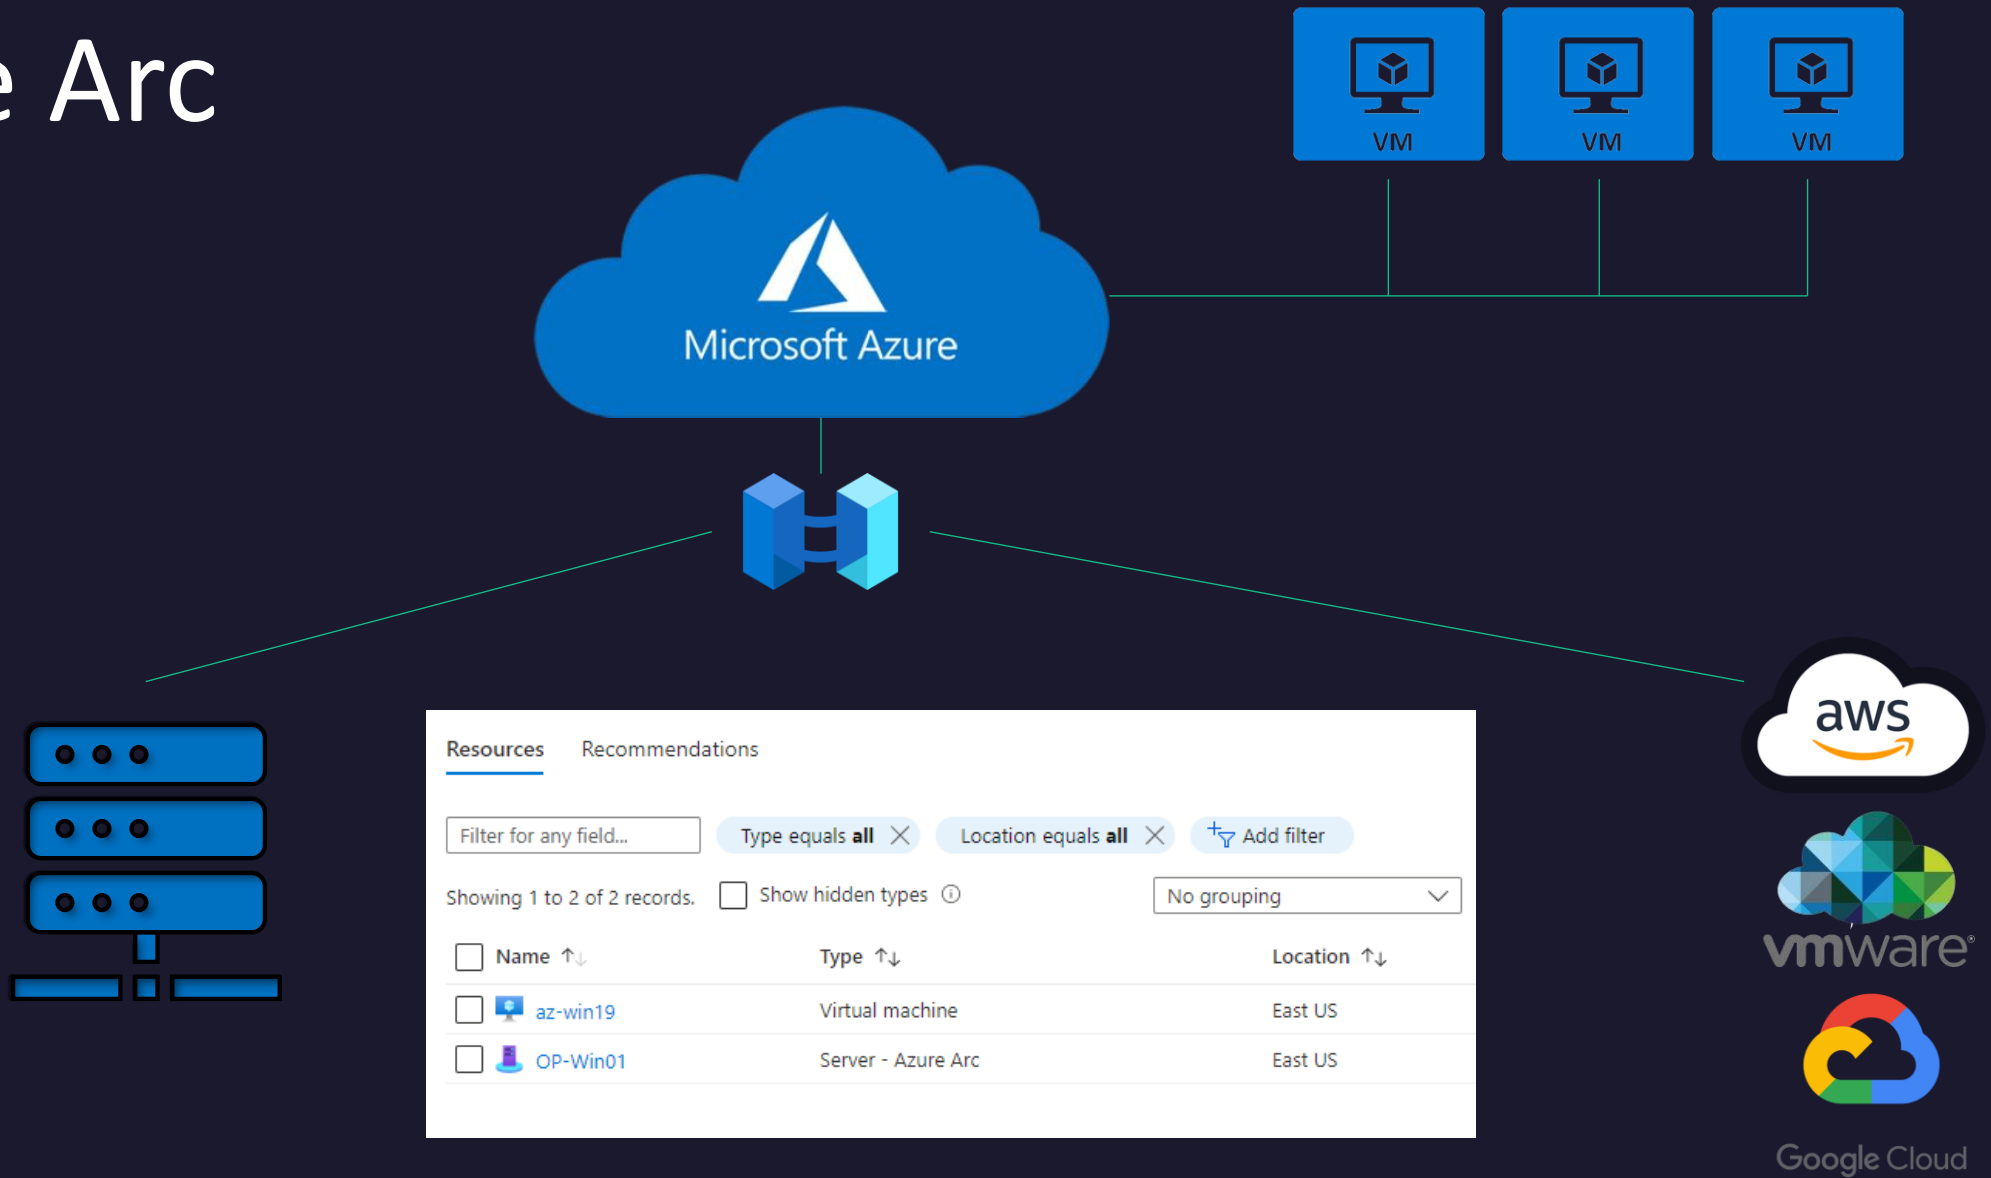 e Arc
VM VM VM
Microsoft Azure
aws
vmware®
Google Cloud
Resources Recommendations
Filter for any field... Type equals all Location equals all Add filter
Showing 1 to 2 of 2 records. Show hidden types No grouping
Name Type Location
az-win19 Virtual machine East US
OP-Win01 Server - Azure Arc East US